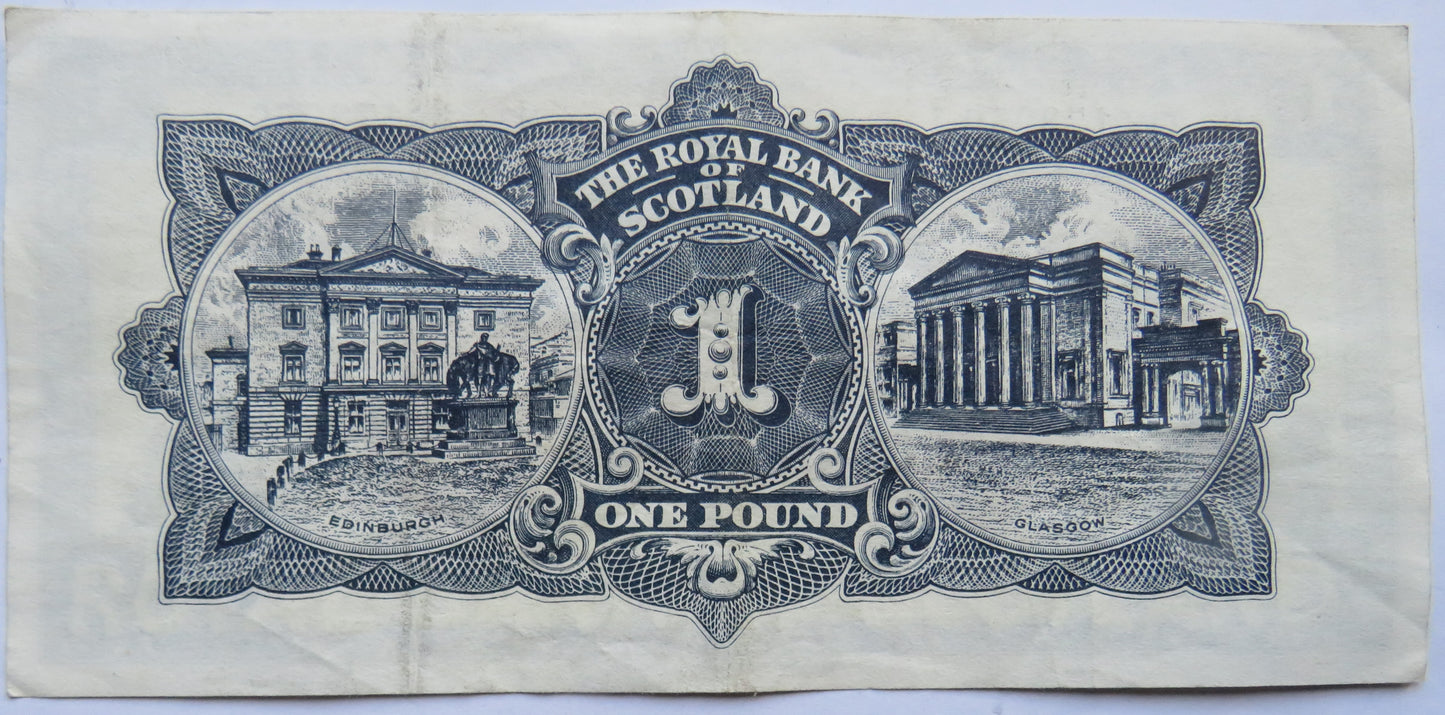 THE ROYAL BANK
OF
SCOTLAND
1
ONE POUND
EDINBURGH
GLASGOW